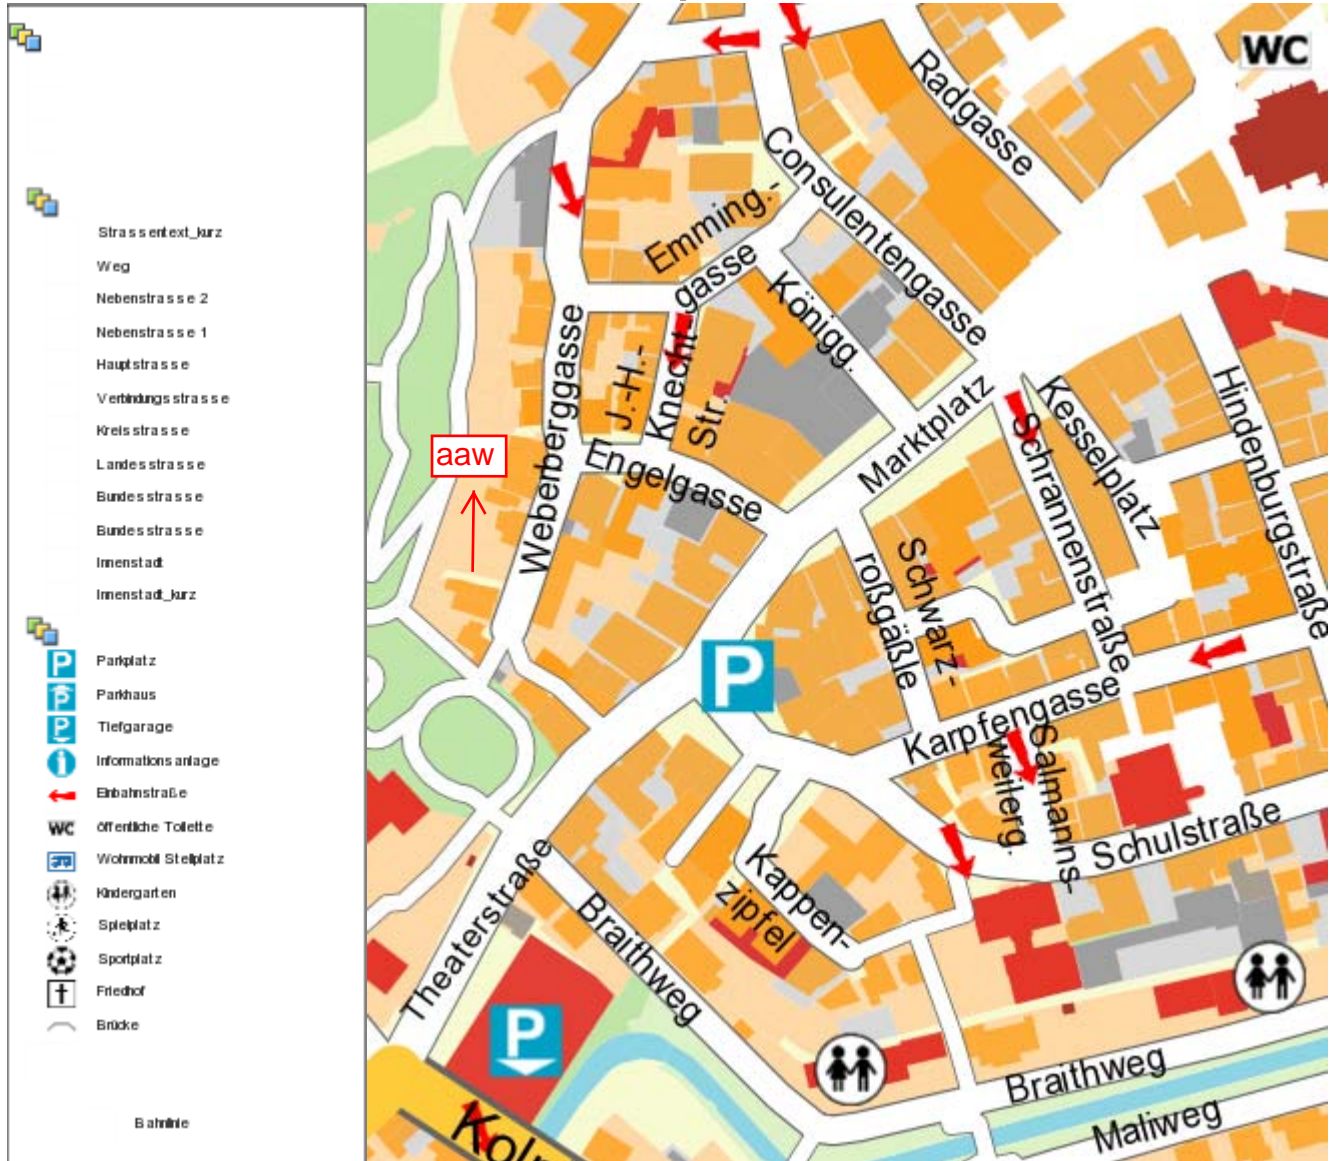 Strassentext_kurz
Weg
Nebenstrasse 2
Nebenstrasse 1
Hauptstrasse
Verbindungsstrasse
Kreisstrasse
Landesstrasse
Bundesstrasse
Bundesstrasse
Innenstadt
Innenstadt_kurz
P Parkplatz
P Parkhaus
P Tiefgarage
i Informationsanlage
Einbahnstraße
WC öffentliche Toilette
Wohnmobil Stellplatz
Kindergarten
Spielplatz
Sportplatz
Friedhof
Brücke
Bahnlinie
WC
Radgasse
Consulentengasse
Emming.-
gasse
Königg.
Weberberggasse
J.-H.-
Knecht-
Str.
aaw
Engelgasse
Marktplatz
Kesselplatz
Schrannenstraße
Hindenburgstraße
Schwarz-
roßgäßle
P
Karpfengasse
Salmanns-
weilerg.
Schulstraße
Kappen-
zipfel
Theaterstraße
Braithweg
P
Braithweg
Maliweg